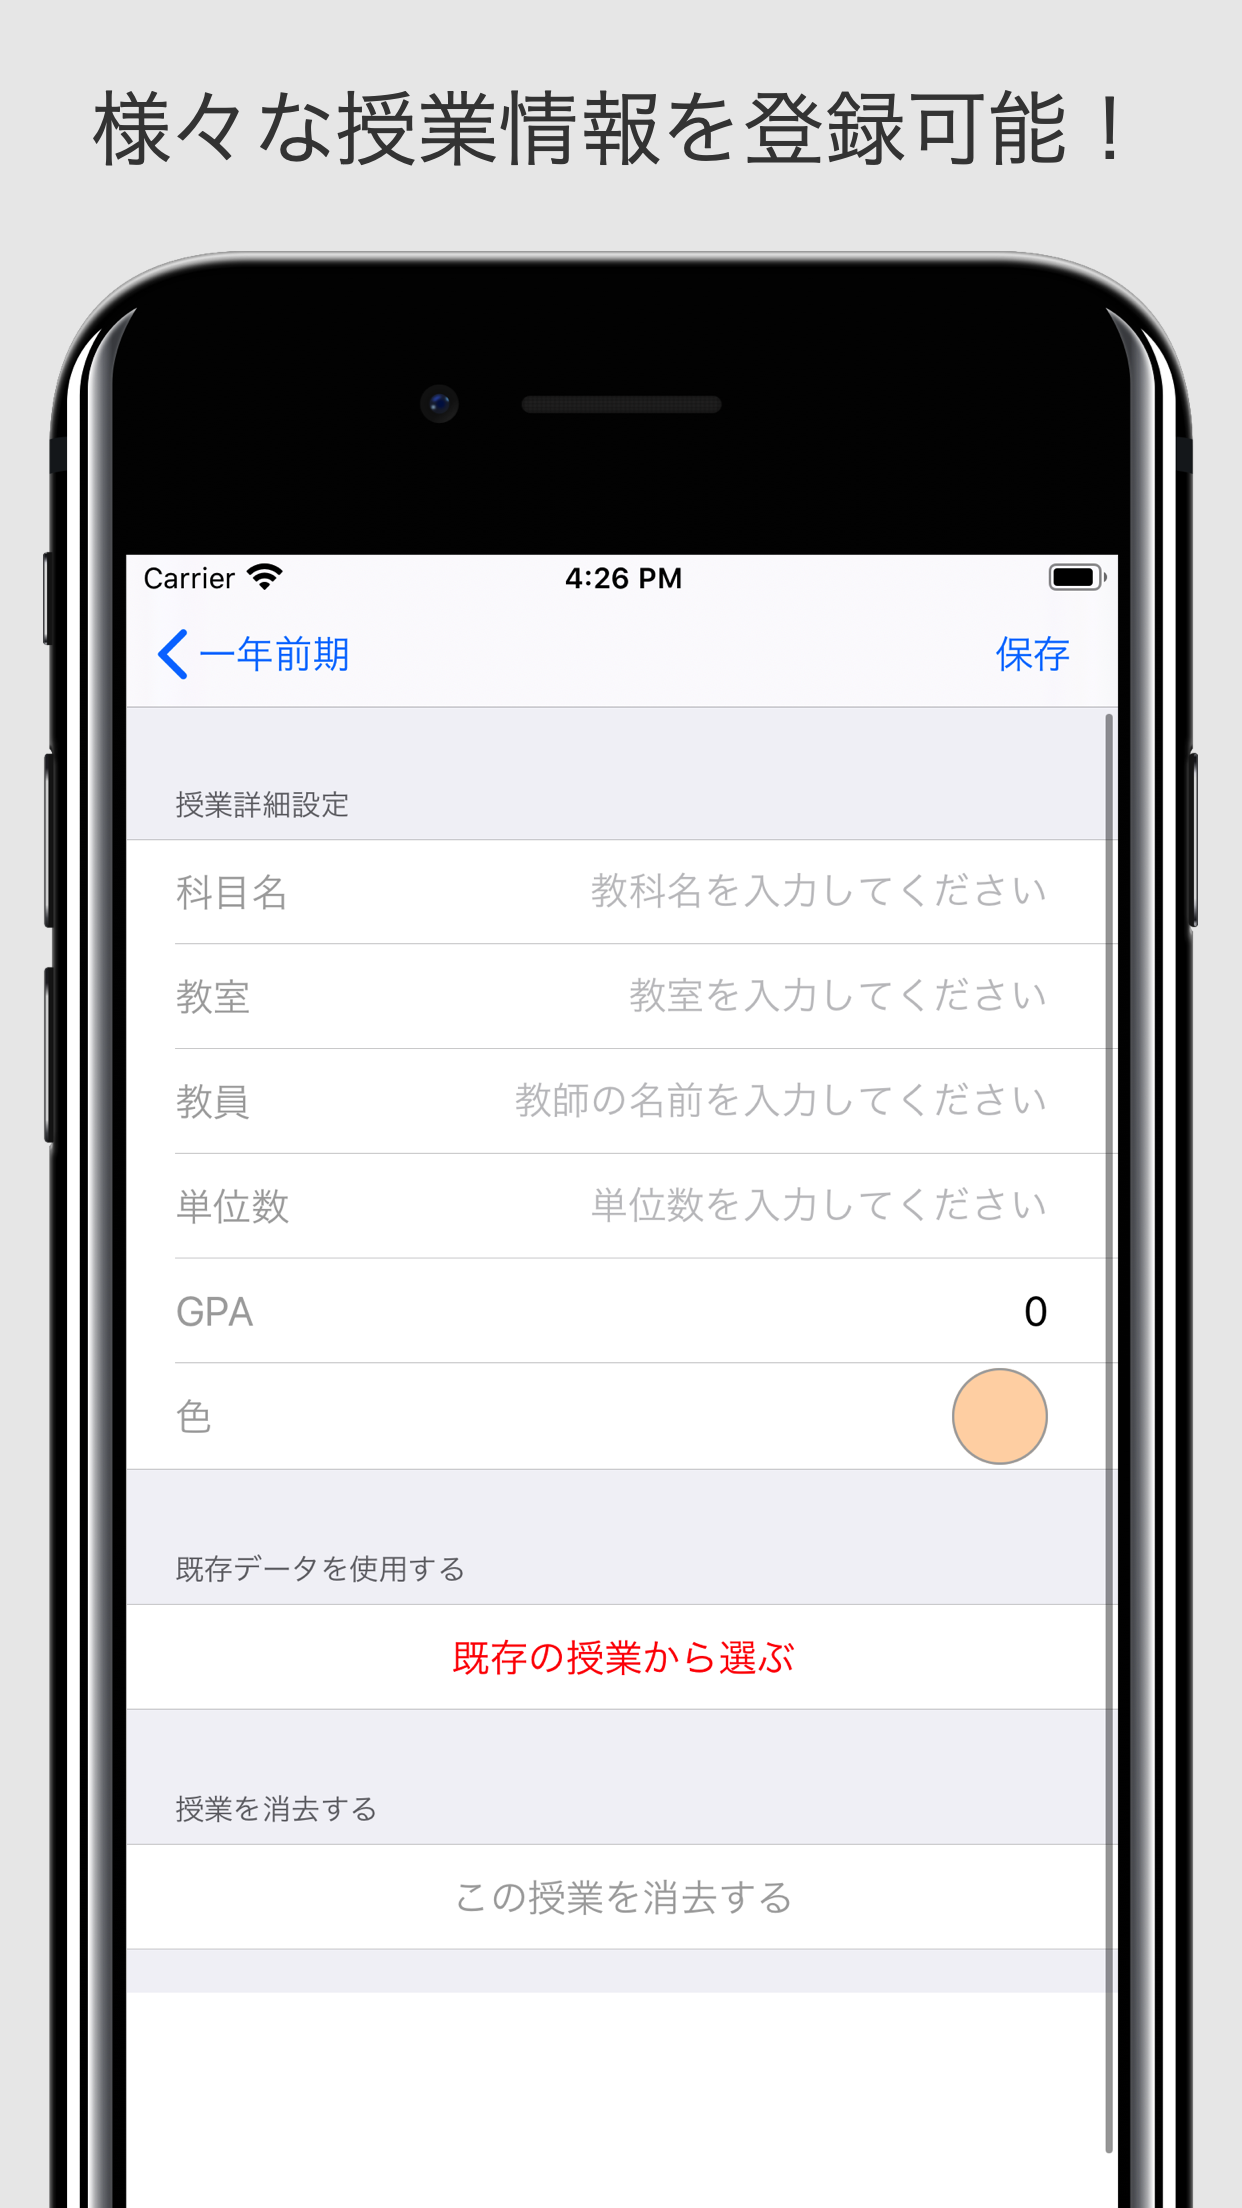 様々な授業情報を登録可能！
Carrier 4:26 PM
一年前期 保存
授業詳細設定
科目名 教科名を入力してください
教室 教室を入力してください
教員 教師の名前を入力してください
単位数 単位数を入力してください
GPA 0
色
既存データを使用する
既存の授業から選ぶ
授業を消去する
この授業を消去する